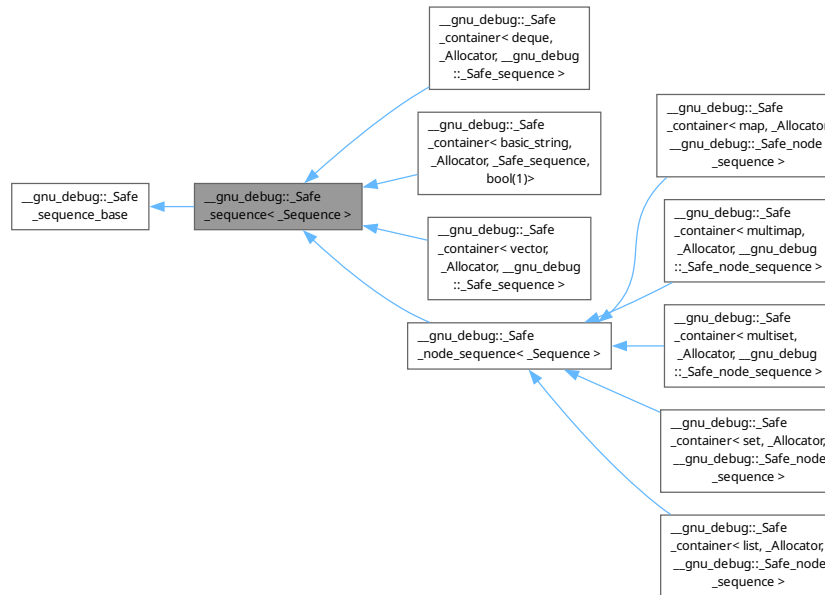 __gnu_debug::_Safe
_sequence_base
__gnu_debug::_Safe
_sequence< _Sequence >
__gnu_debug::_Safe
_container< deque,
_Allocator, __gnu_debug
::_Safe_sequence >
__gnu_debug::_Safe
_container< basic_string,
_Allocator, _Safe_sequence,
bool(1)>
__gnu_debug::_Safe
_container< vector,
_Allocator, __gnu_debug
::_Safe_sequence >
__gnu_debug::_Safe
_node_sequence< _Sequence >
__gnu_debug::_Safe
_container< map, _Allocator
__gnu_debug::_Safe_node
_sequence >
__gnu_debug::_Safe
_container< multimap,
_Allocator, __gnu_debug
::_Safe_node_sequence >
__gnu_debug::_Safe
_container< multiset,
_Allocator, __gnu_debug
::_Safe_node_sequence >
__gnu_debug::_Safe
_container< set, _Allocator,
__gnu_debug::_Safe_node
_sequence >
__gnu_debug::_Safe
_container< list, _Allocator,
__gnu_debug::_Safe_node
_sequence >